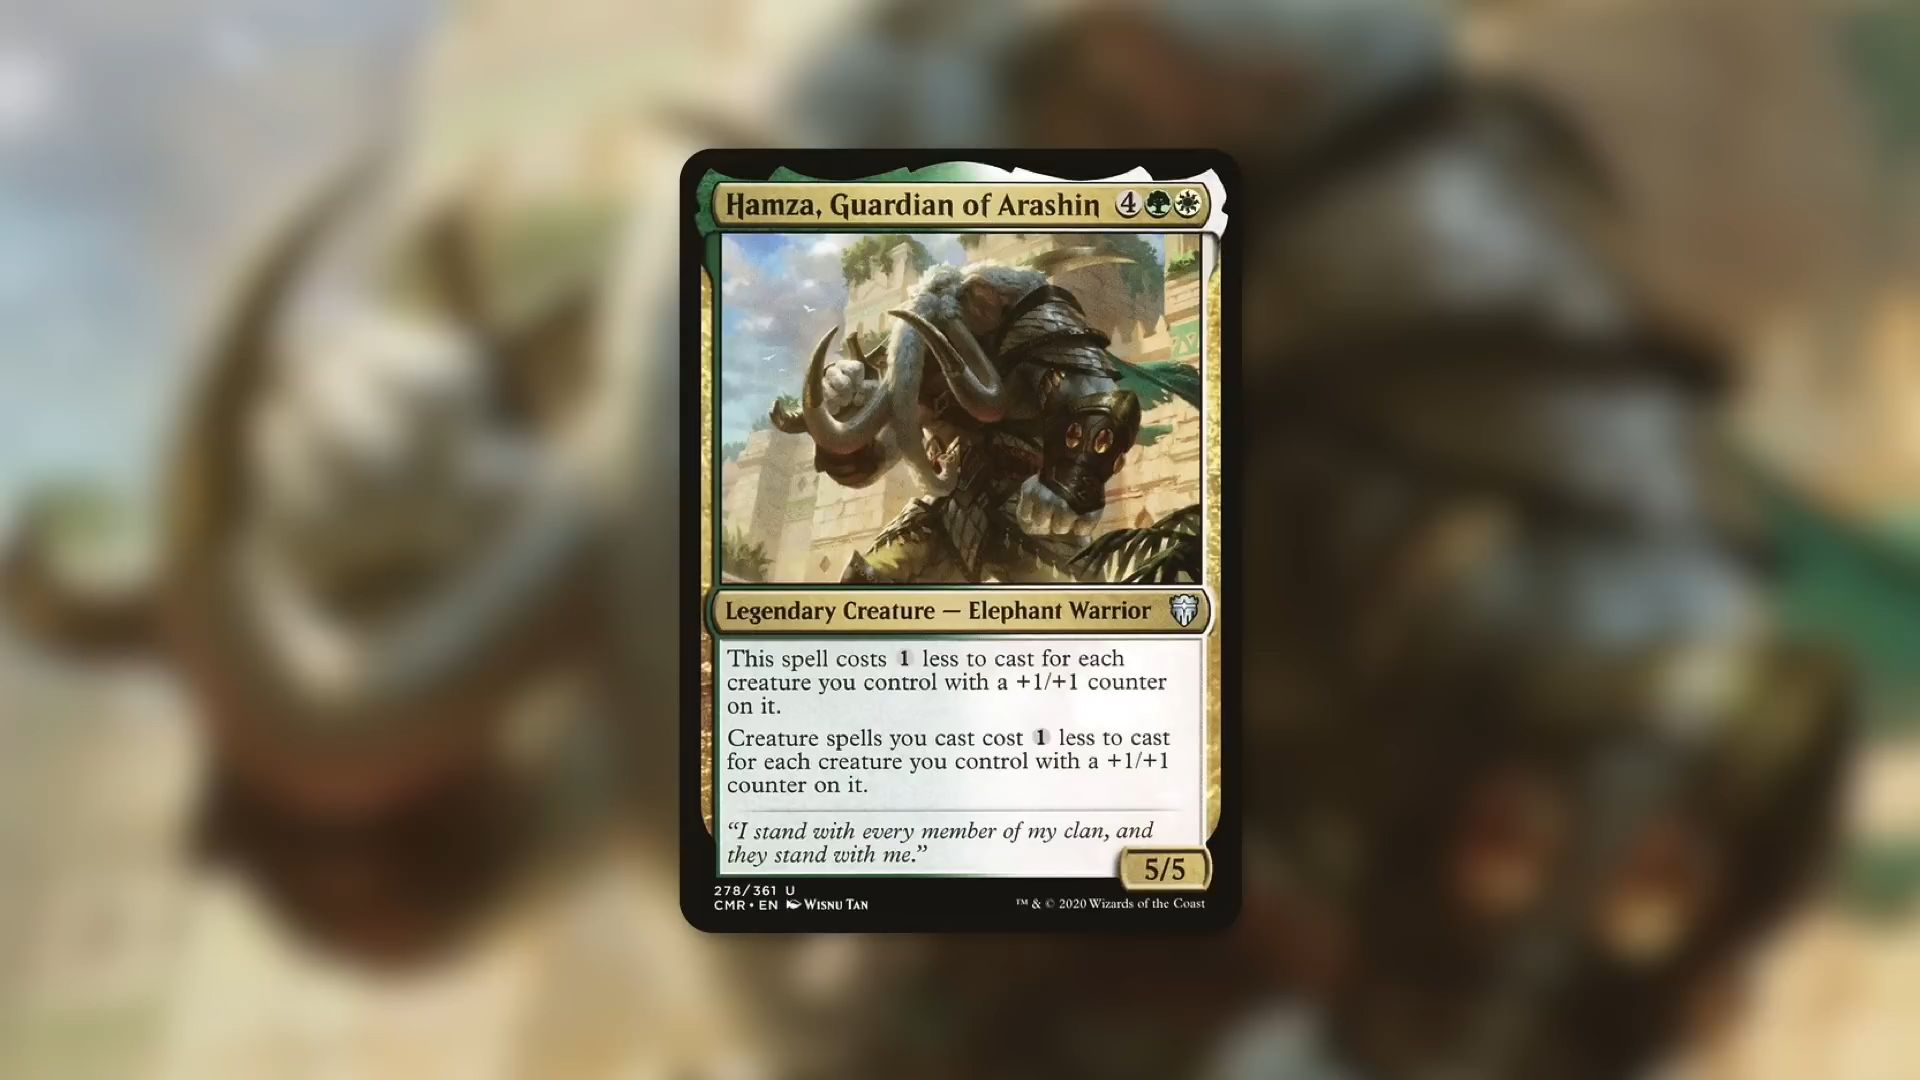 Hamza, Guardian of Arashin 4
Legendary Creature — Elephant Warrior
This spell costs 1 less to cast for each
creature you control with a +1/+1 counter
on it.
Creature spells you cast cost 1 less to cast
for each creature you control with a +1/+1
counter on it.
“I stand with every member of my clan, and
they stand with me.”
5/5
278/361 U
CMR • EN Wisnu Tan
™ & © 2020 Wizards of the Coast